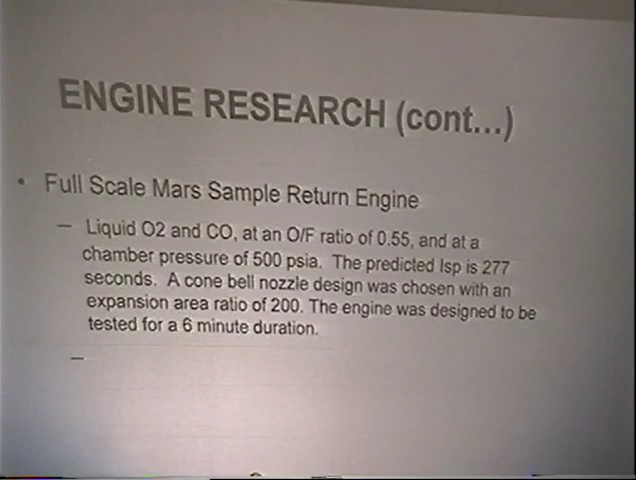 ENGINE RESEARCH (cont...)
• Full Scale Mars Sample Return Engine
– Liquid O2 and CO, at an O/F ratio of 0.55, and at a
chamber pressure of 500 psia. The predicted Isp is 277
seconds. A cone bell nozzle design was chosen with an
expansion area ratio of 200. The engine was designed to be
tested for a 6 minute duration.
–